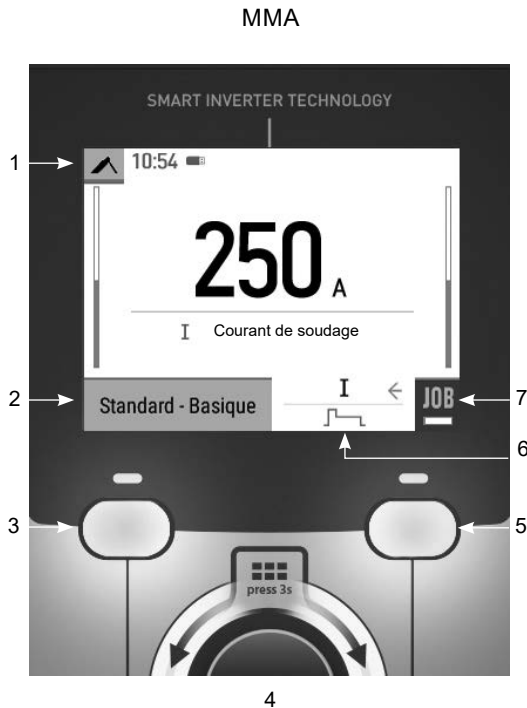 MMA
SMART INVERTER TECHNOLOGY
1
10:54
250 A
I Courant de soudage
2
Standard - Basique
I
JOB
7
6
3
5
press 3s
4